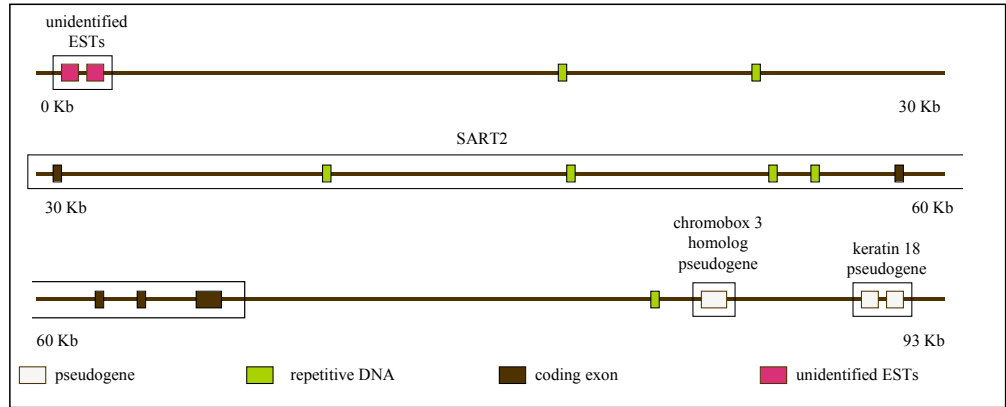 unidentified
ESTs
0 Kb
30 Kb
SART2
30 Kb
60 Kb
chromobox 3
homolog
pseudogene
keratin 18
pseudogene
60 Kb
93 Kb
pseudogene
repetitive DNA
coding exon
unidentified ESTs